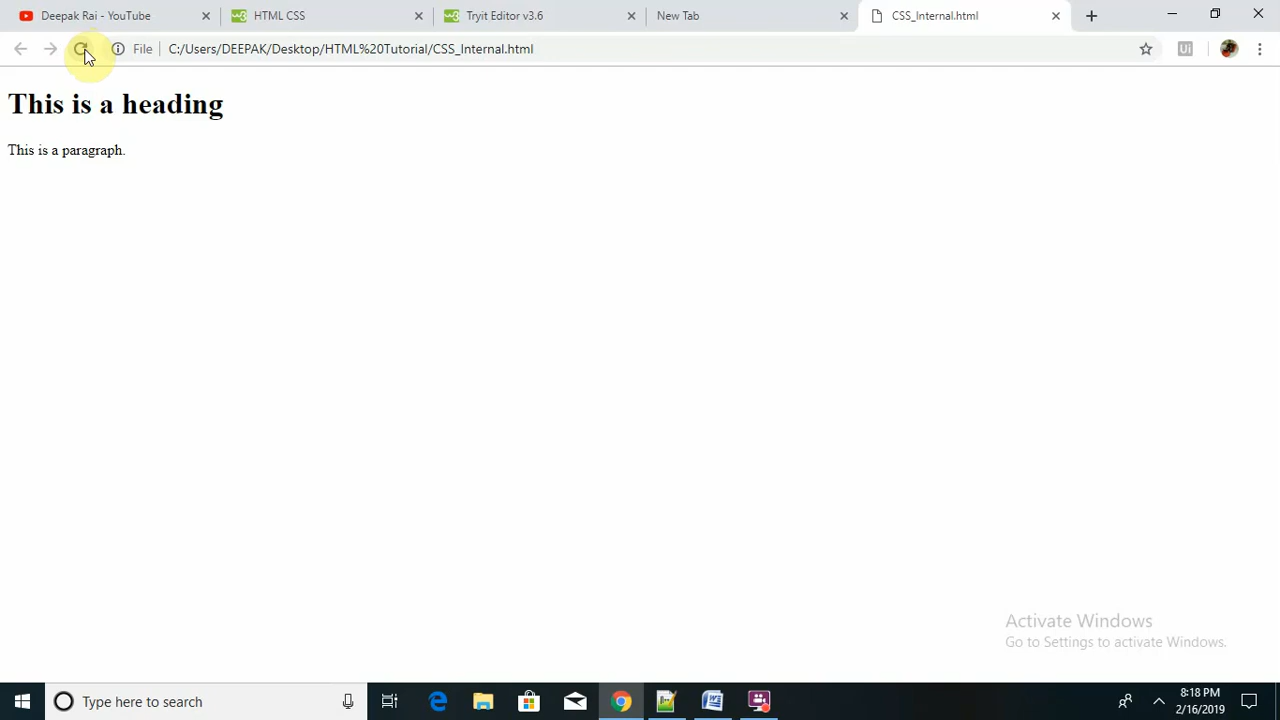 Deepak Rai - YouTube
HTML CSS
Tryit Editor v3.6
New Tab
CSS_Internal.html
File
C:/Users/DEEPAK/Desktop/HTML%20Tutorial/CSS_Internal.html
This is a heading
This is a paragraph.
Activate Windows
Go to Settings to activate Windows.
Type here to search
8:18 PM
2/16/2019